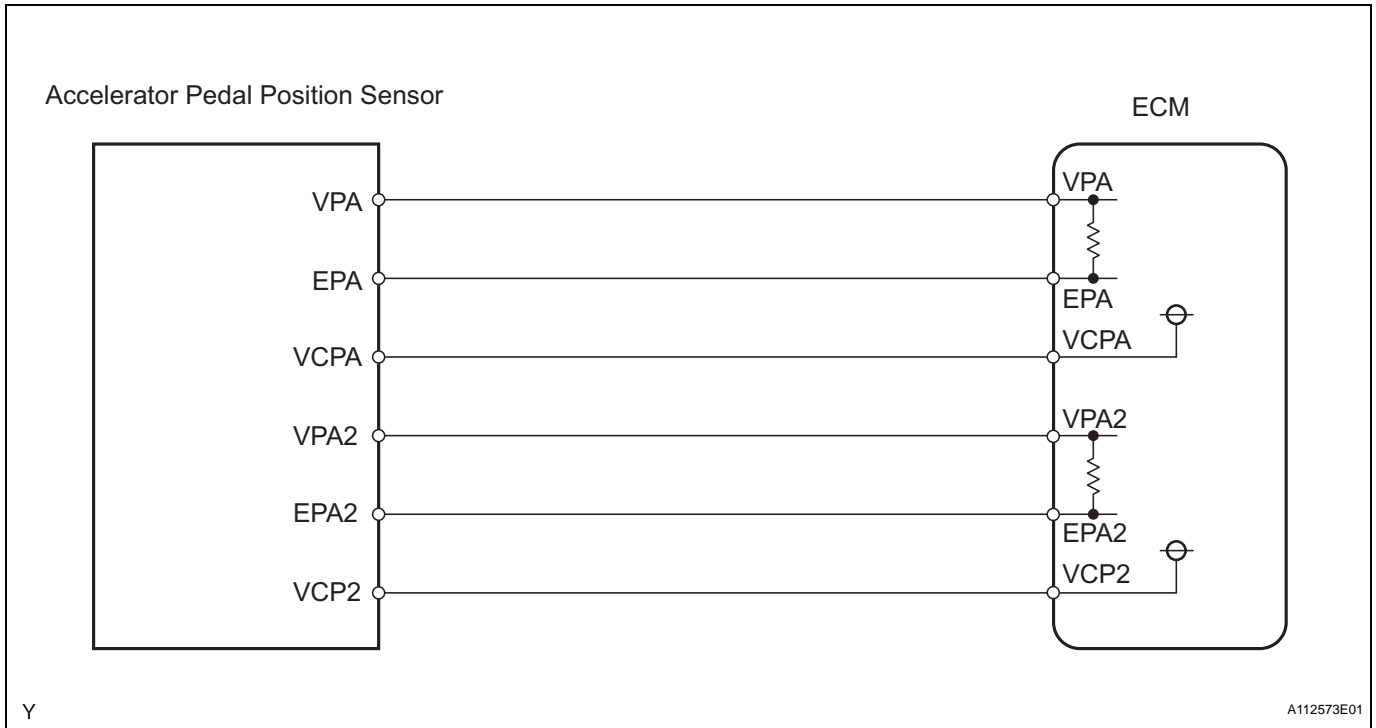 Accelerator Pedal Position Sensor
ECM
VPA
VPA
EPA
EPA
VCPA
VCPA
VPA2
VPA2
EPA2
EPA2
VCP2
VCP2
Y
A112573E01